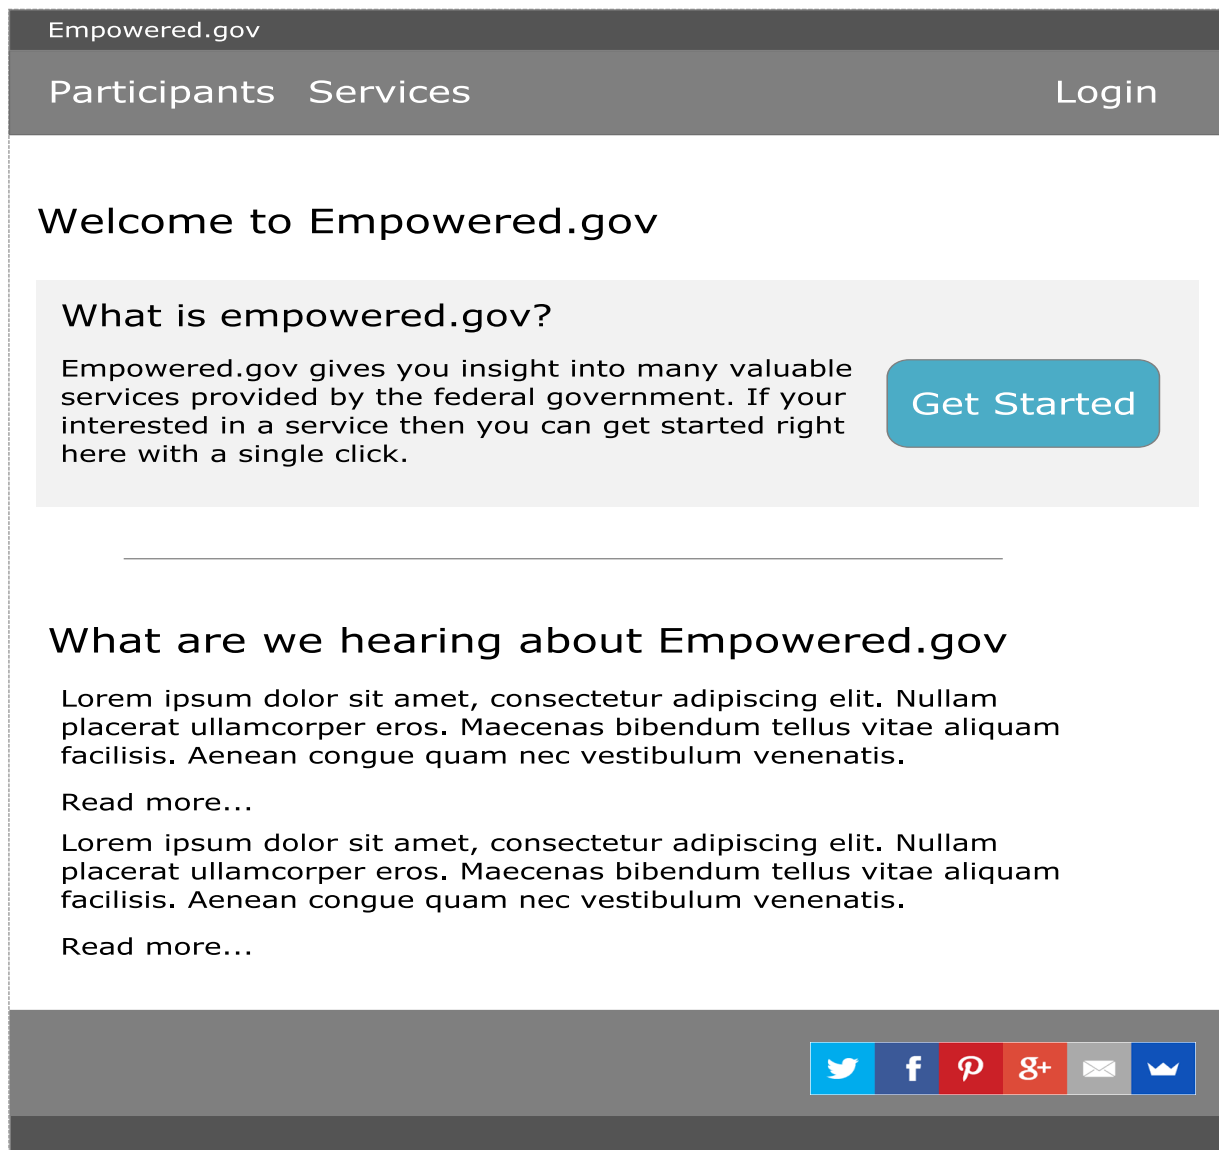 Empowered.gov
Participants Services Login
Welcome to Empowered.gov
What is empowered.gov?
Empowered.gov gives you insight into many valuable
services provided by the federal government. If your
interested in a service then you can get started right
here with a single click.
Get Started
What are we hearing about Empowered.gov
Lorem ipsum dolor sit amet, consectetur adipiscing elit. Nullam
placerat ullamcorper eros. Maecenas bibendum tellus vitae aliquam
facilisis. Aenean congue quam nec vestibulum venenatis.
Read more...
Lorem ipsum dolor sit amet, consectetur adipiscing elit. Nullam
placerat ullamcorper eros. Maecenas bibendum tellus vitae aliquam
facilisis. Aenean congue quam nec vestibulum venenatis.
Read more...
f g+